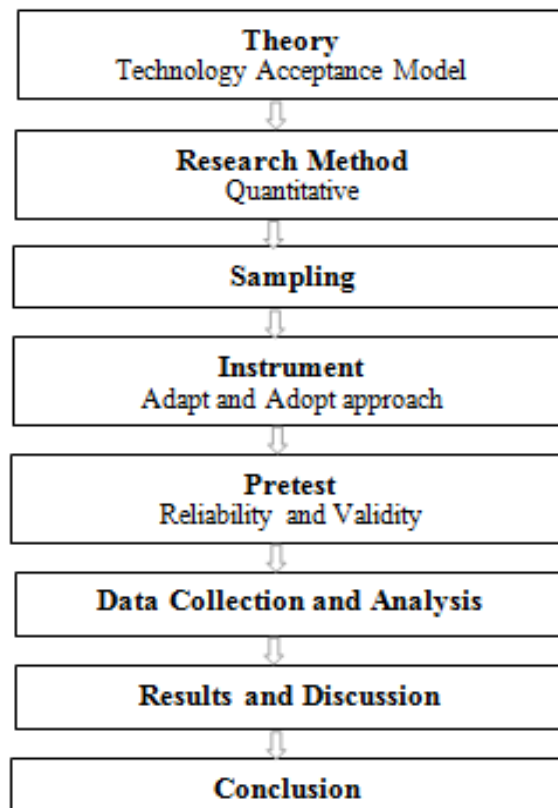 Theory
Technology Acceptance Model
Research Method
Quantitative
Sampling
Instrument
Adapt and Adopt approach
Pretest
Reliability and Validity
Data Collection and Analysis
Results and Discussion
Conclusion